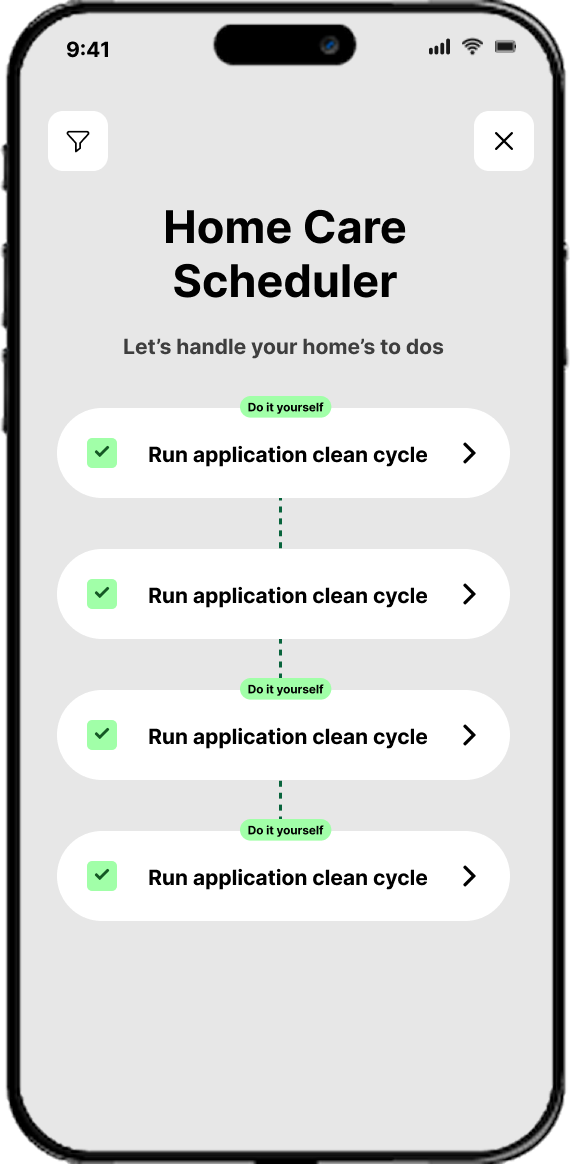 9:41
Home Care
Scheduler
Let’s handle your home’s to dos
Do it yourself
Run application clean cycle
Run application clean cycle
Do it yourself
Run application clean cycle
Do it yourself
Run application clean cycle